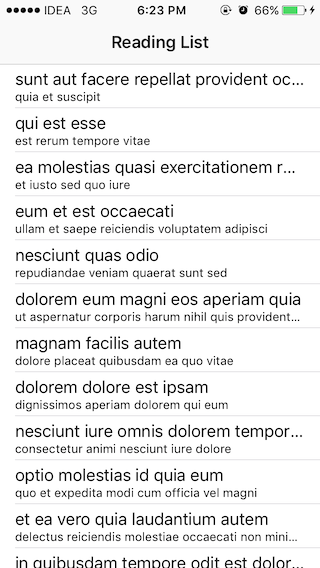 IDEA 3G 6:23 PM 66%
Reading List
sunt aut facere repellat provident oc...
quia et suscipit
qui est esse
est rerum tempore vitae
ea molestias quasi exercitationem r...
et iusto sed quo iure
eum et est occaecati
ullam et saepe reiciendis voluptatem adipisci
nesciunt quas odio
repudiandae veniam quaerat sunt sed
dolorem eum magni eos aperiam quia
ut aspernatur corporis harum nihil quis provident...
magnam facilis autem
dolore placeat quibusdam ea quo vitae
dolorem dolore est ipsam
dignissimos aperiam dolorem qui eum
nesciunt iure omnis dolorem tempor...
consectetur animi nesciunt iure dolore
optio molestias id quia eum
quo et expedita modi cum officia vel magni
et ea vero quia laudantium autem
delectus reiciendis molestiae occaecati non mini...
in quibusdam tempore odit est dolor...